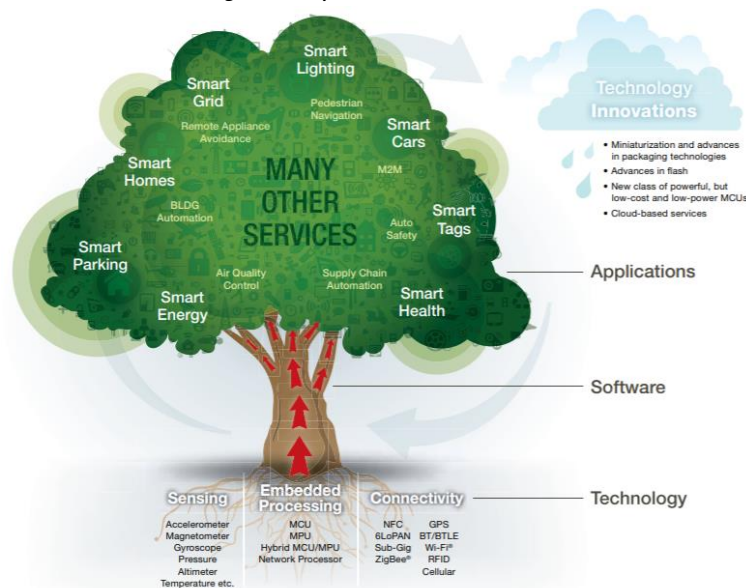 Smart
Lighting
Smart
Grid
Pedestrian
Navigation
Remote Appliance
Avoidance
Smart
Cars
Smart
Homes
MANY
OTHER
SERVICES
M2M
BLDG
Automation
Smart
Tags
Auto
Safety
Smart
Parking
Air Quality
Control
Supply Chain
Automation
Smart
Energy
Smart
Health
Technology
Innovations
• Miniaturization and advances
in packaging technologies
• Advances in flash
• New class of powerful, but
low-cost and low-power MCUs
• Cloud-based services
Applications
Software
Technology
Sensing
Accelerometer
Magnetometer
Gyroscope
Pressure
Altimeter
Temperature etc.
Embedded
Processing
MCU
MPU
Hybrid MCU/MPU
Network Processor
Connectivity
NFC GPS
6LoPAN BT/BTLE
Sub-Gig Wi-Fi®
ZigBee® RFID
Cellular